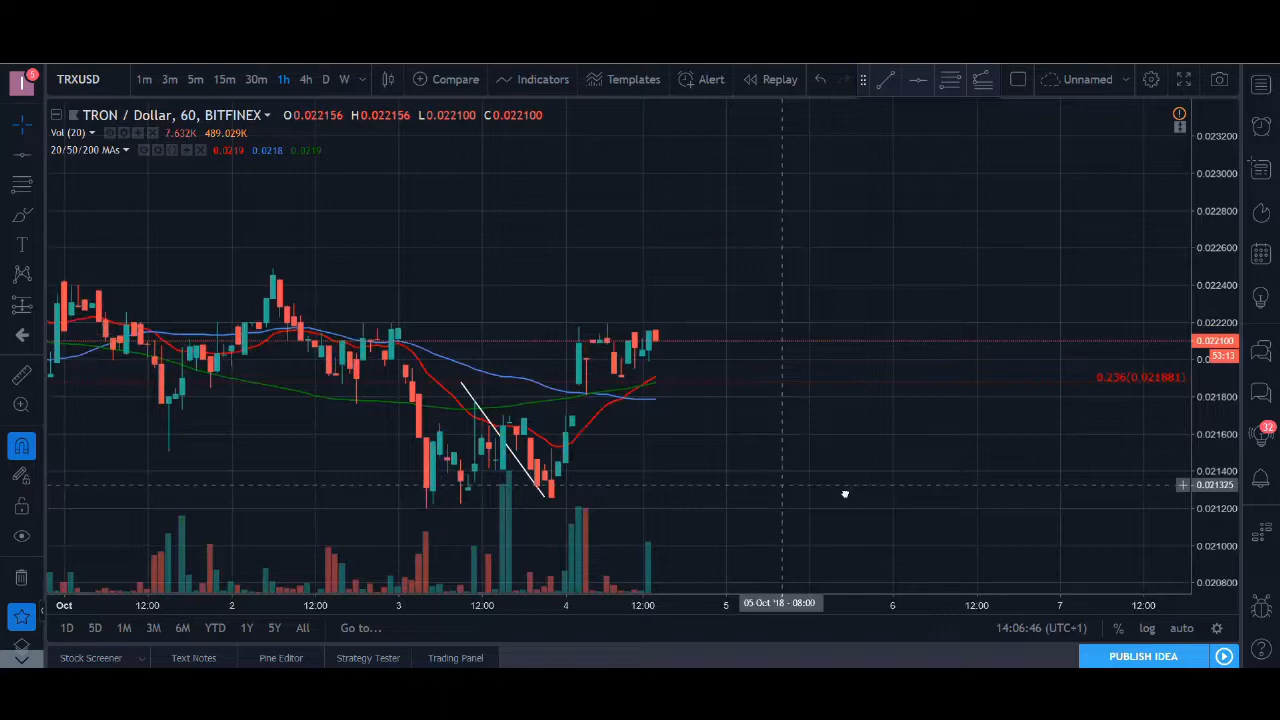 I 5 TRXUSD 1m 3m 5m 15m 30m 1h 4h D W Compare Indicators Templates Alert Replay Unnamed
TRON / Dollar, 60, BITFINEX O0.022156 H0.022156 L0.022100 C0.022100
Vol (20) 7.632K 489.029K
20/50/200 MAs 0.0219 0.0218 0.0219
0.023200
0.023000
0.022800
0.022600
0.022400
0.022200
0.022100
53:13
0.236(0.021881)
0.021800
0.021600
32
0.021400
0.021325
0.021200
0.021000
0.020800
Oct 12:00 2 12:00 3 12:00 4 12:00 5 05 Oct '18 - 08:00 6 12:00 7 12:00
1D 5D 1M 3M 6M YTD 1Y 5Y All Go to... 14:06:46 (UTC+1) % log auto
Stock Screener Text Notes Pine Editor Strategy Tester Trading Panel PUBLISH IDEA